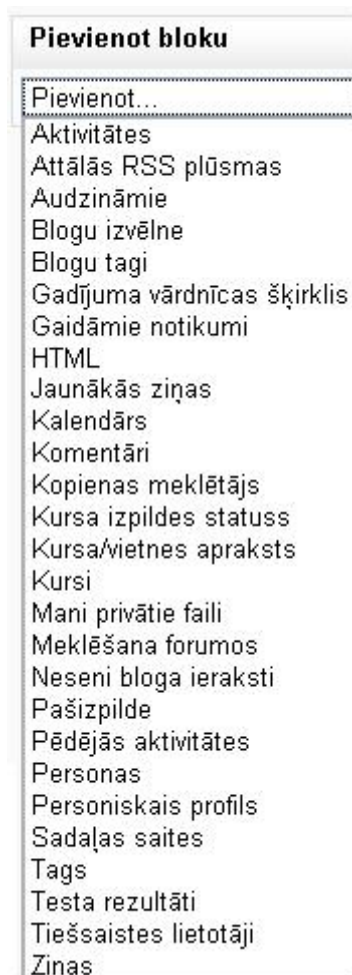 Pievienot bloku
Pievienot...
Aktivitātes
Attālās RSS plūsmas
Audzināmie
Blogu izvēlne
Blogu tagi
Gadījuma vārdnīcas šķirklis
Gaidāmie notikumi
HTML
Jaunākās ziņas
Kalendārs
Komentāri
Kopienas meklētājs
Kursa izpildes statuss
Kursa/vietnes apraksts
Kursi
Mani privātie faili
Meklēšana forumos
Neseni bloga ieraksti
Pašizpilde
Pēdējās aktivitātes
Personas
Personiskais profils
Sadaļas saites
Tags
Testa rezultāti
Tiešsaistes lietotāji
Ziņas